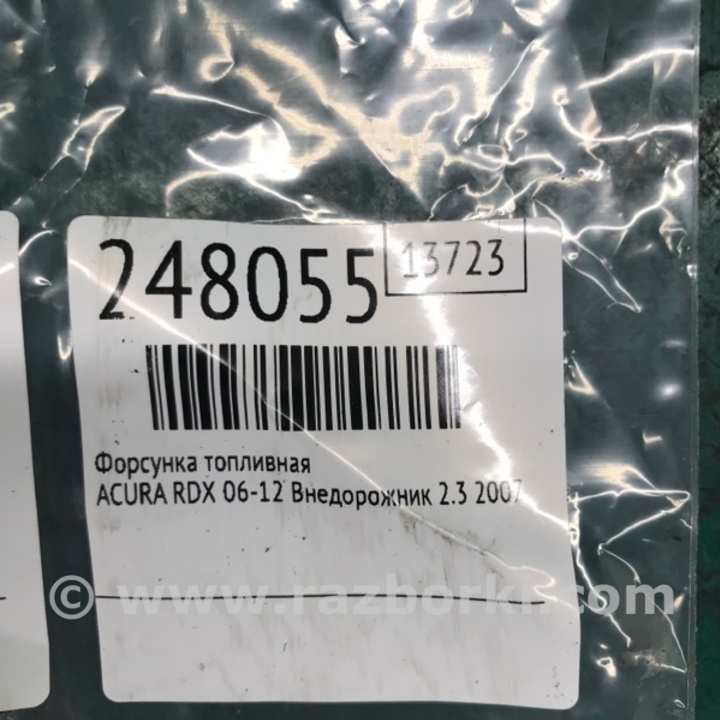 248055
13723
Форсунка топливная
ACURA RDX 06-12 Внедорожник 2.3 2007
© www.razborki.com